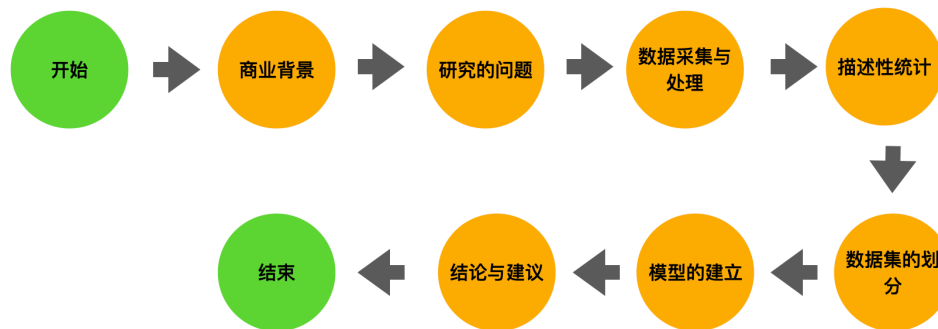 开始
商业背景
研究的问题
数据采集与
处理
描述性统计
数据集的划
分
模型的建立
结论与建议
结束